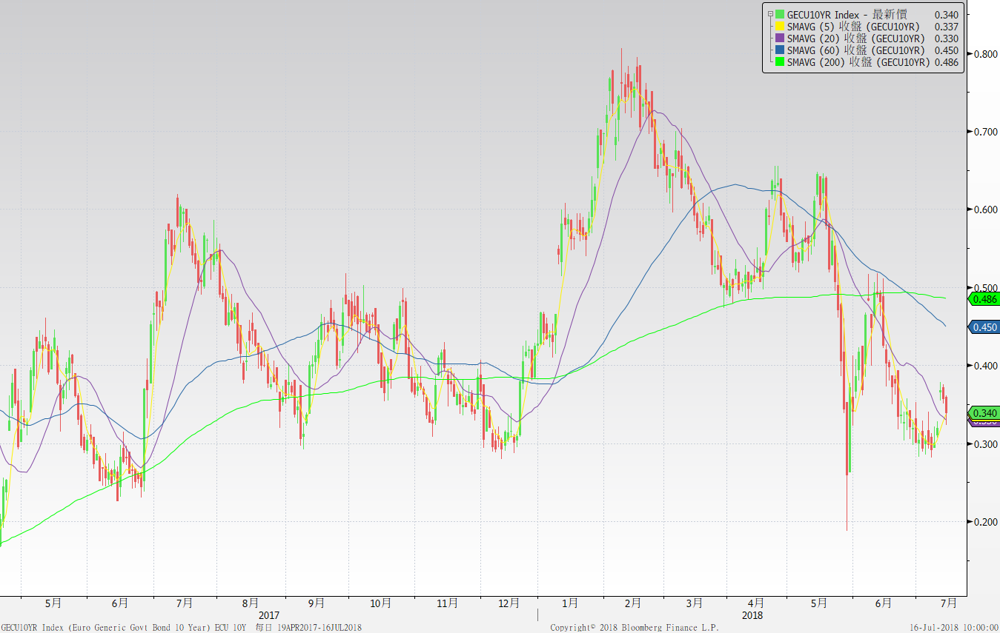 GECU10YR Index - 最新價 0.340
SMAVG (5) 收盤 (GECU10YR) 0.337
SMAVG (20) 收盤 (GECU10YR) 0.330
SMAVG (60) 收盤 (GECU10YR) 0.450
SMAVG (200) 收盤 (GECU10YR) 0.486
0.800
0.700
0.600
0.500
0.486
0.450
0.400
0.340
0.300
0.200
5月 6月 7月 8月 9月 10月 11月 12月 1月 2月 3月 4月 5月 6月 7月
2017 2018
GECU10YR Index (Euro Generic Govt Bond 10 Year) ECU 10Y 每日 19APR2017-16JUL2018 Copyright© 2018 Bloomberg Finance L.P. 16-Jul-2018 10:00:00